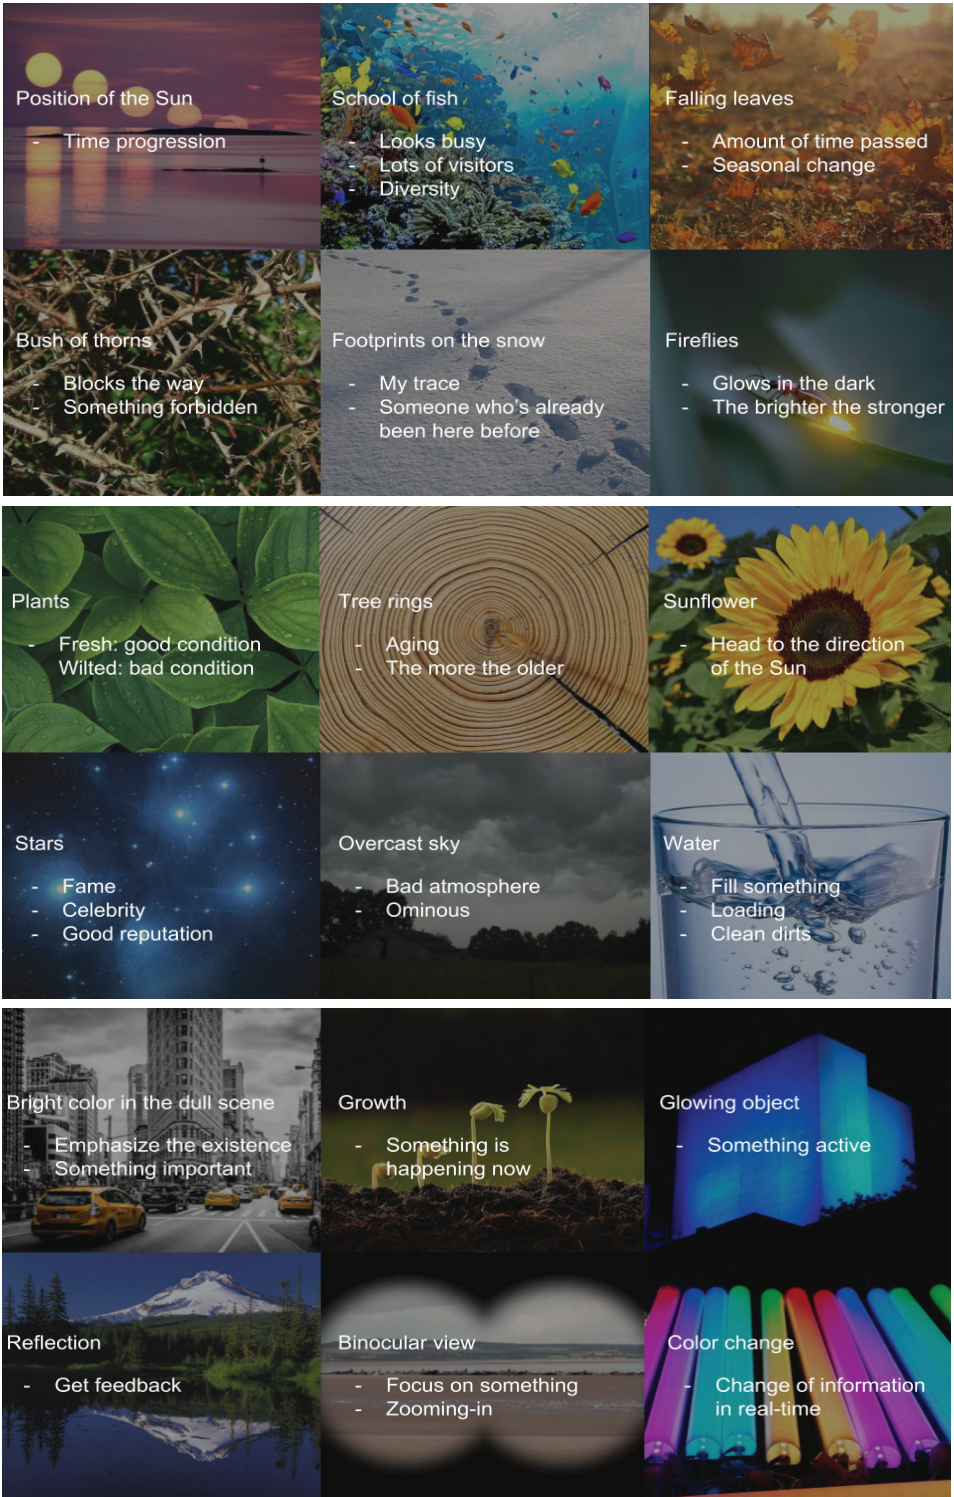 Position of the Sun
- Time progression
School of fish
- Looks busy
- Lots of visitors
- Diversity
Falling leaves
- Amount of time passed
- Seasonal change
Bush of thorns
- Blocks the way
- Something forbidden
Footprints on the snow
- My trace
- Someone who's already
been here before
Fireflies
- Glows in the dark
- The brighter the stronger
Plants
- Fresh: good condition
Wilted: bad condition
Tree rings
- Aging
- The more the older
Sunflower
- Head to the direction
of the Sun
Stars
- Fame
- Celebrity
- Good reputation
Overcast sky
- Bad atmosphere
- Ominous
Water
- Fill something
- Loading
- Clean dirts
Bright color in the dull scene
- Emphasize the existence
- Something important
Growth
- Something is
happening now
Glowing object
- Something active
Reflection
- Get feedback
Binocular view
- Focus on something
- Zooming-in
Color change
- Change of information
in real-time